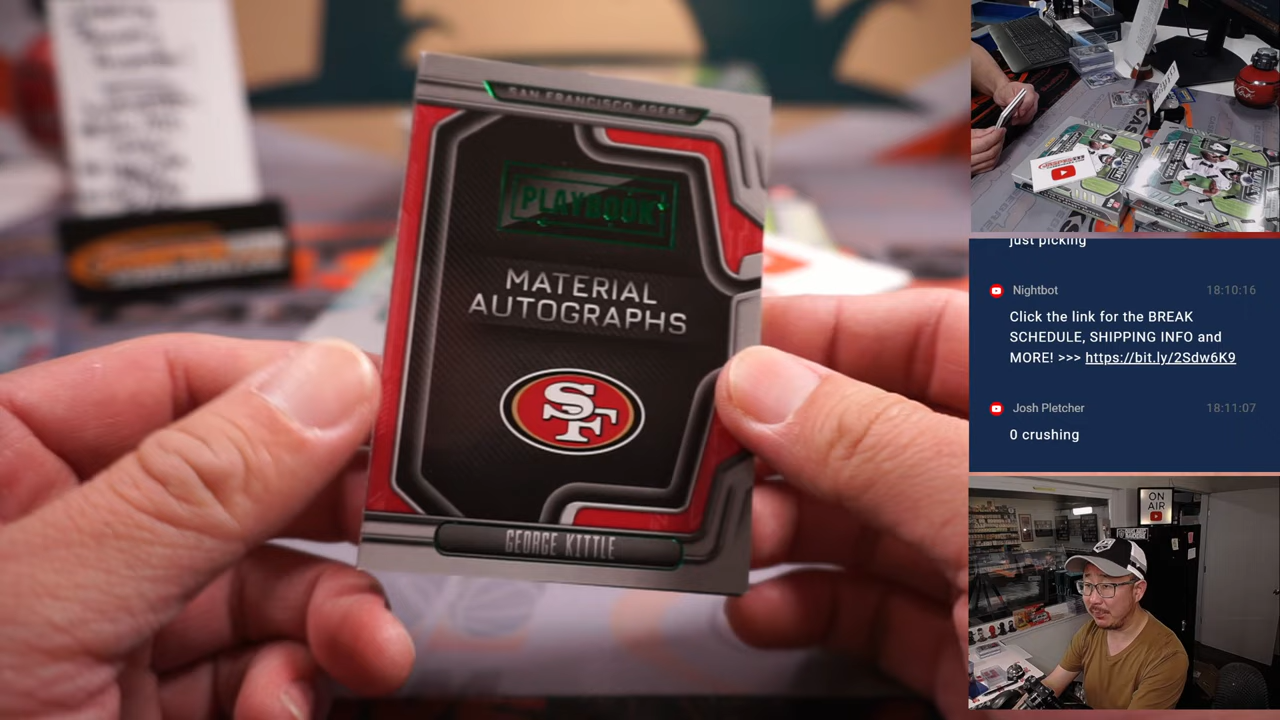 SAN FRANCISCO 49ERS
PLAYBOOK
MATERIAL
AUTOGRAPHS
SF
GEORGE KITTLE
just picking
Nightbot 18:10:16
Click the link for the BREAK
SCHEDULE, SHIPPING INFO and
MORE! >>> https://bit.ly/2Sdw6K9
Josh Pletcher 18:11:07
0 crushing
ON
AIR